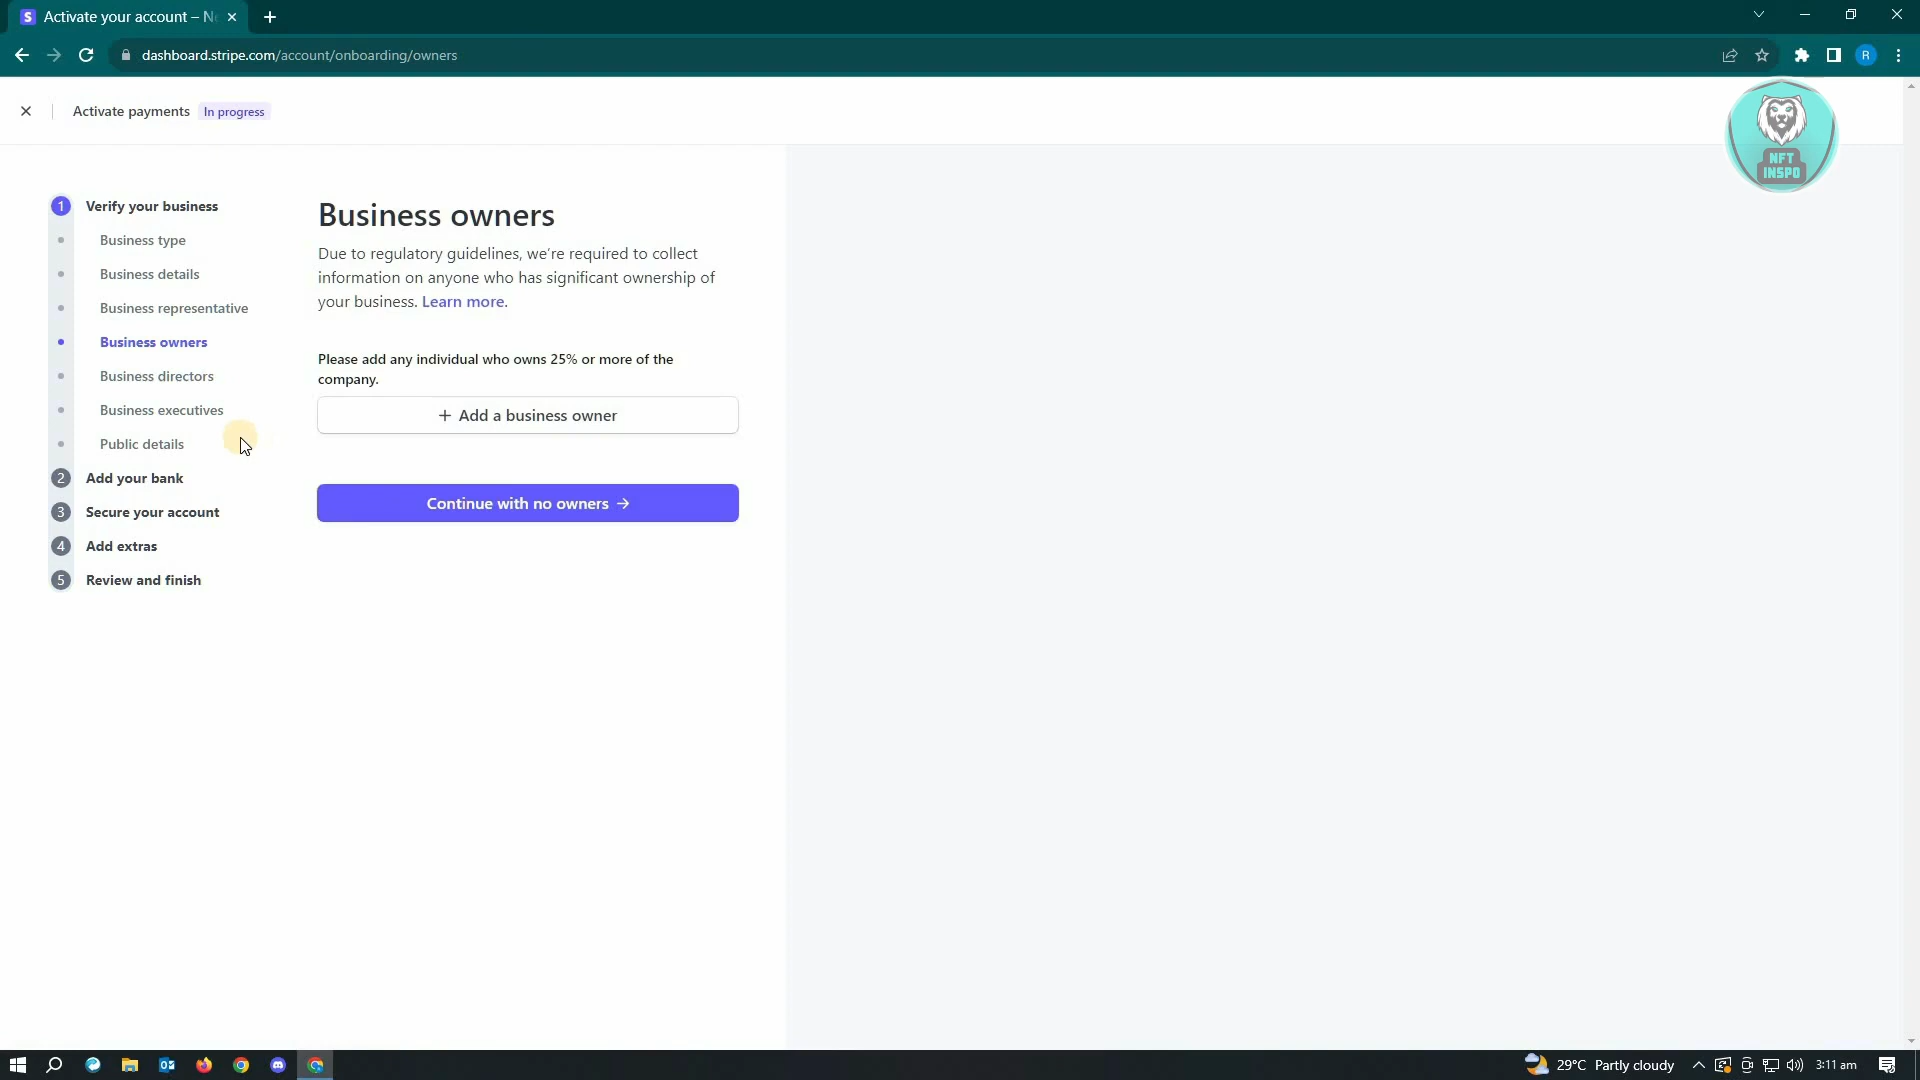 Activate your account – N
dashboard.stripe.com/account/onboarding/owners
R
Activate payments In progress
NFT
INSPO
1 Verify your business
Business type
Business details
Business representative
Business owners
Business directors
Business executives
Public details
2 Add your bank
3 Secure your account
4 Add extras
5 Review and finish
Business owners
Due to regulatory guidelines, we're required to collect
information on anyone who has significant ownership of
your business. Learn more.
Please add any individual who owns 25% or more of the
company.
+ Add a business owner
Continue with no owners →
29°C Partly cloudy
3:11 am